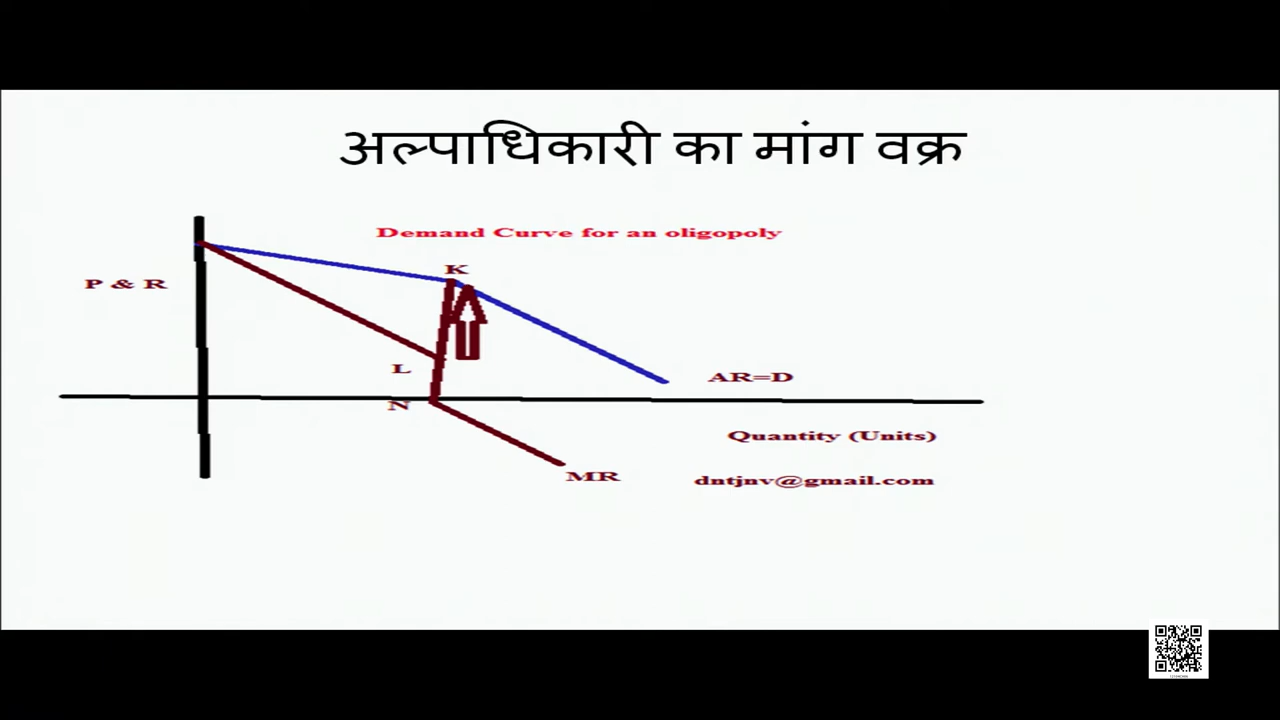 अल्पाधिकारी का मांग वक्र
Demand Curve for an oligopoly
K
P & R
L
AR=D
N
Quantity (Units)
MR
dntjnv@gmail.com